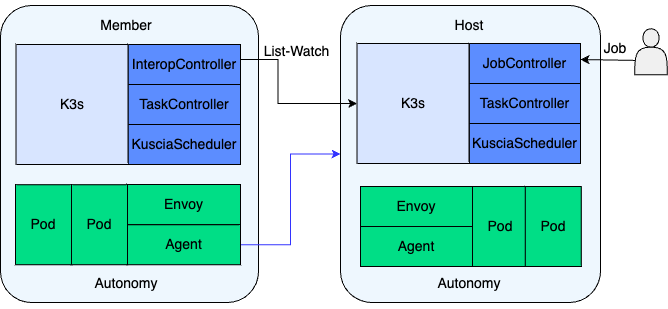 Member
InteropController
K3s
TaskController
KusciaScheduler
Pod
Pod
Envoy
Agent
Autonomy
List-Watch
Host
JobController
K3s
TaskController
KusciaScheduler
Envoy
Agent
Pod
Pod
Autonomy
Job